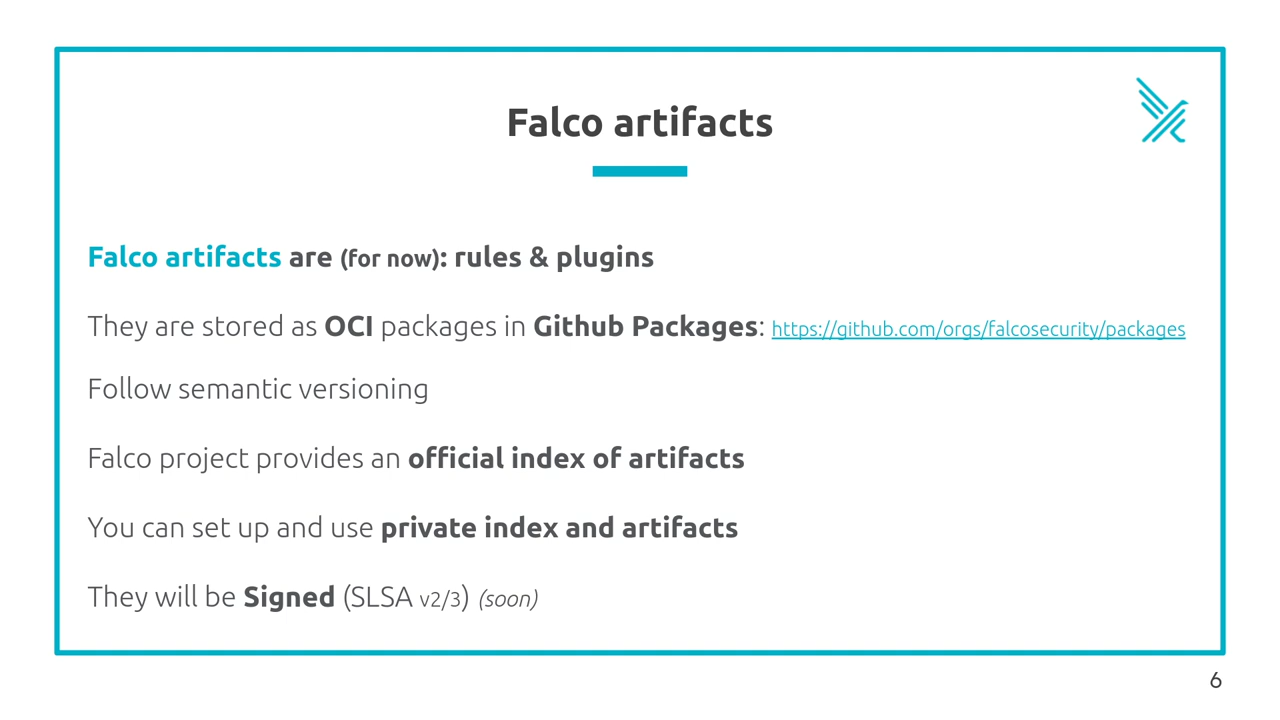 Falco artifacts
Falco artifacts are (for now): rules & plugins
They are stored as OCI packages in Github Packages: https://github.com/orgs/falcosecurity/packages
Follow semantic versioning
Falco project provides an official index of artifacts
You can set up and use private index and artifacts
They will be Signed (SLSA v2/3) (soon)
6